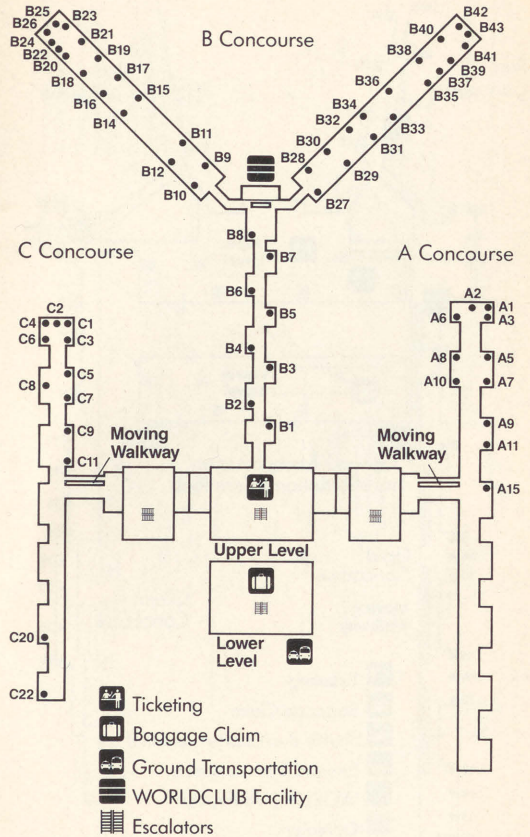 B Concourse
B25
B26
B24
B22
B20
B18
B16
B14
B12
B10
B23
B21
B19
B17
B15
B11
B9
B42
B43
B41
B39
B37
B35
B33
B31
B29
B27
B40
B38
B36
B34
B32
B30
B28
B8
B7
B6
B5
B4
B3
B2
B1
C Concourse
C2
C4
C1
C6
C3
C8
C5
C7
C9
C11
C20
C22
A Concourse
A2
A1
A6
A3
A8
A5
A10
A7
A9
A11
A15
Moving
Walkway
Moving
Walkway
Upper Level
Lower
Level
Ticketing
Baggage Claim
Ground Transportation
WORLDCLUB Facility
Escalators